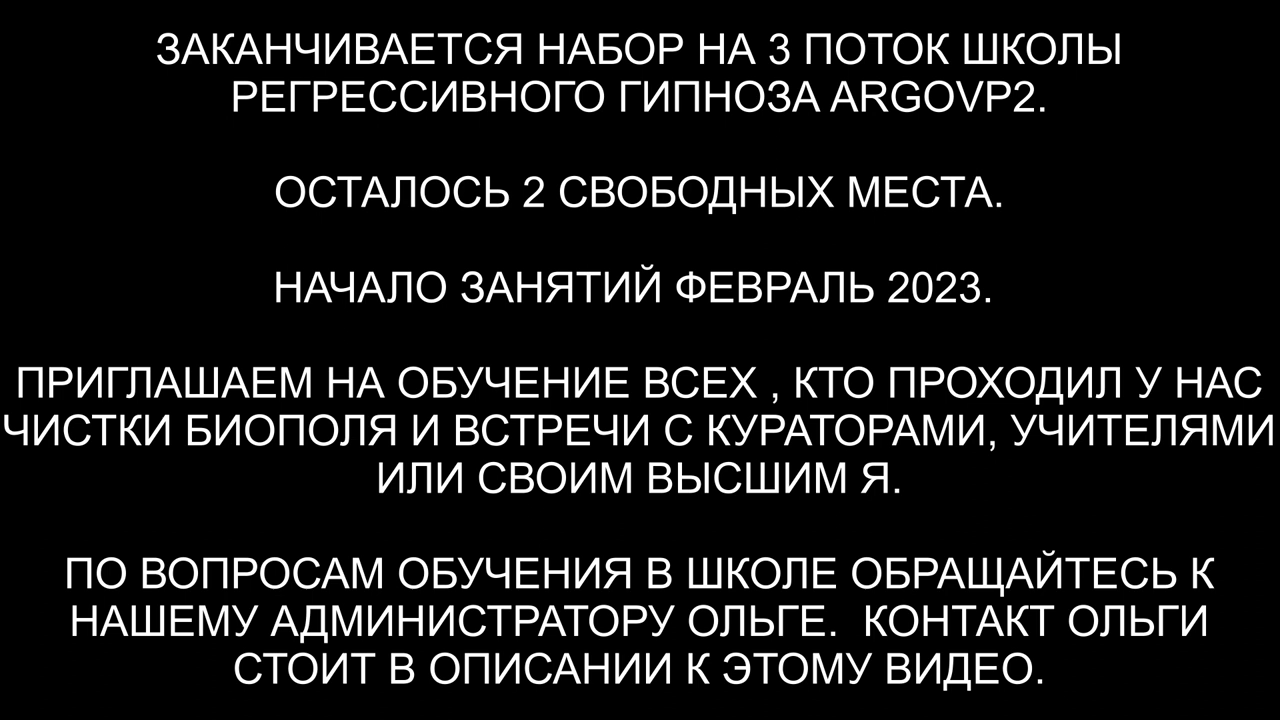 ЗАКАНЧИВАЕТСЯ НАБОР НА 3 ПОТОК ШКОЛЫ
РЕГРЕССИВНОГО ГИПНОЗА ARGOVP2.
ОСТАЛОСЬ 2 СВОБОДНЫХ МЕСТА.
НАЧАЛО ЗАНЯТИЙ ФЕВРАЛЬ 2023.
ПРИГЛАШАЕМ НА ОБУЧЕНИЕ ВСЕХ , КТО ПРОХОДИЛ У НАС
ЧИСТКИ БИОПОЛЯ И ВСТРЕЧИ С КУРАТОРАМИ, УЧИТЕЛЯМИ
ИЛИ СВОИМ ВЫСШИМ Я.
ПО ВОПРОСАМ ОБУЧЕНИЯ В ШКОЛЕ ОБРАЩАЙТЕСЬ К
НАШЕМУ АДМИНИСТРАТОРУ ОЛЬГЕ.  КОНТАКТ ОЛЬГИ
СТОИТ В ОПИСАНИИ К ЭТОМУ ВИДЕО.